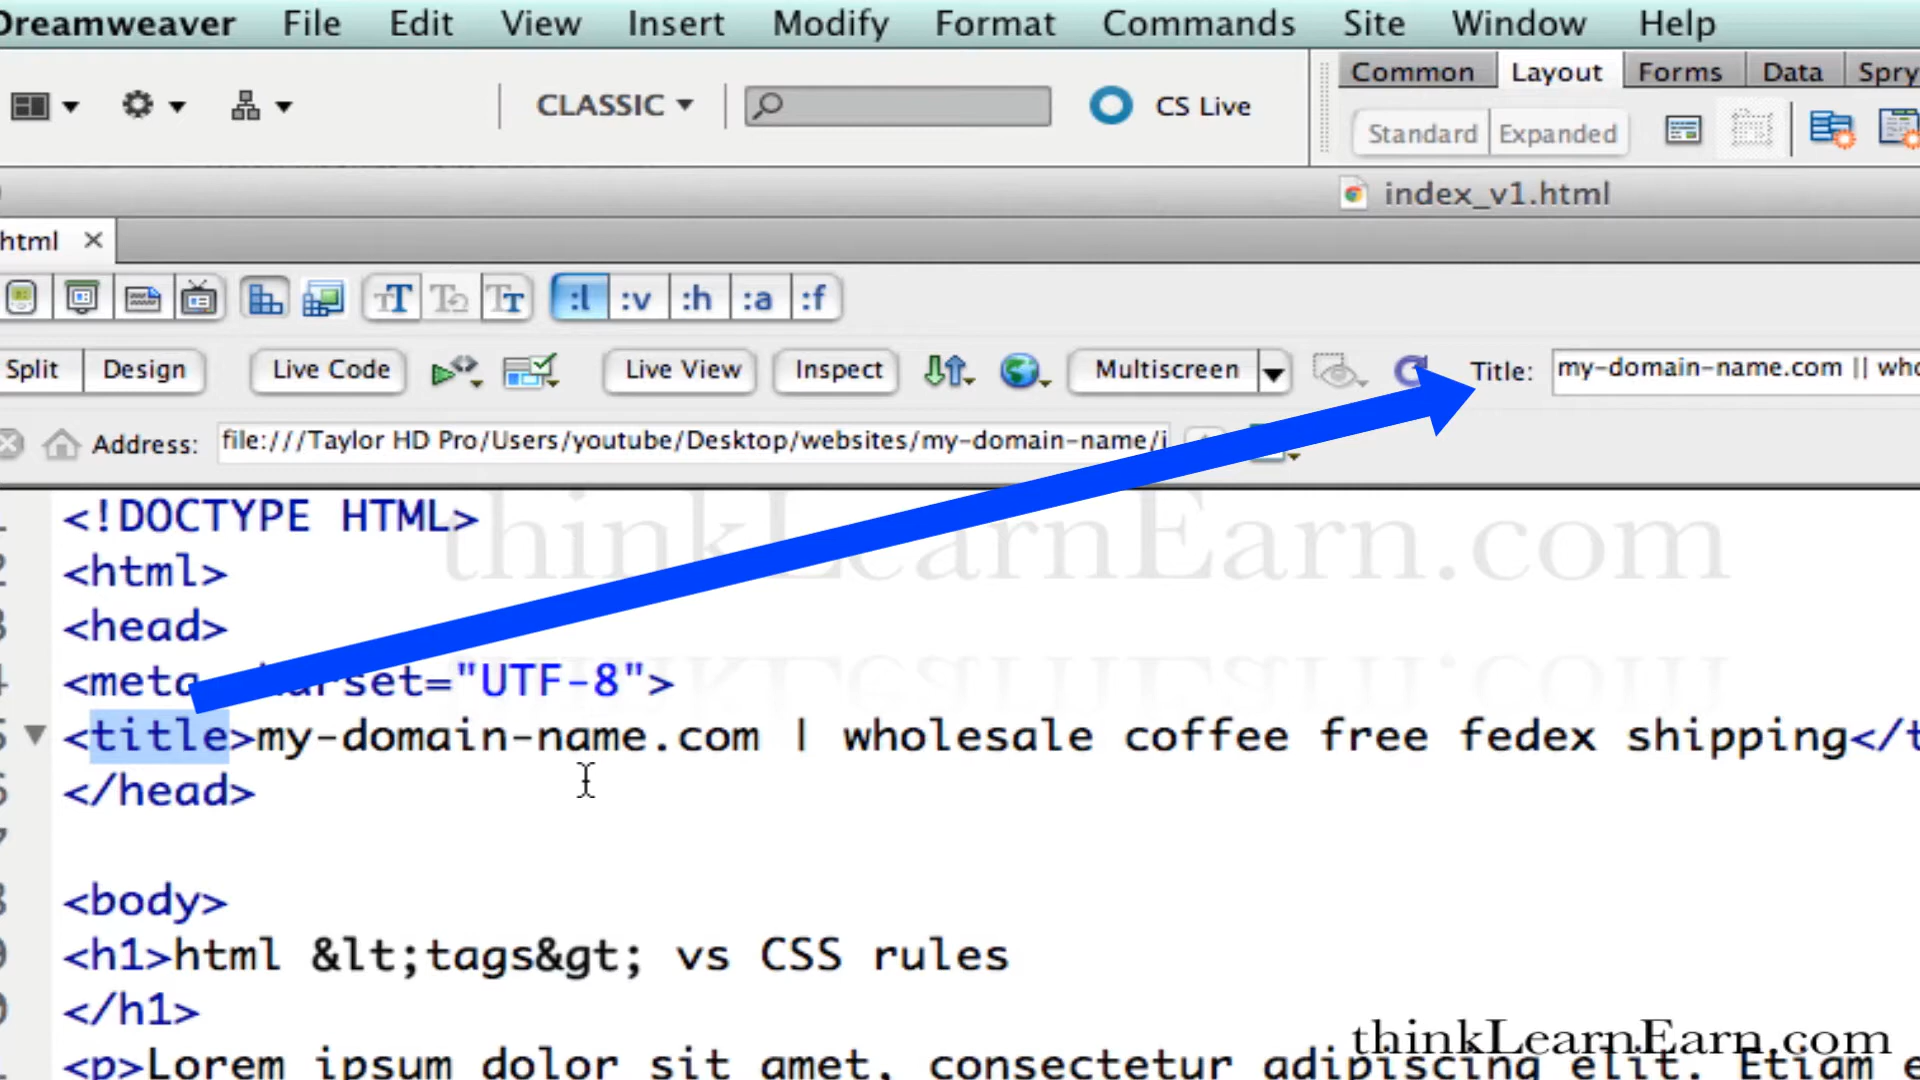 Dreamweaver File Edit View Insert Modify Format Commands Site Window Help
Common Layout Forms Data Spry
CLASSIC CS Live
Standard Expanded
index_v1.html
html
:l :v :h :a :f
Split Design Live Code Live View Inspect Multiscreen Title: my-domain-name.com || who
Address: file:///Taylor HD Pro/Users/youtube/Desktop/websites/my-domain-name/i
thinkLearnEarn.com
<!DOCTYPE HTML>
<html>
<head>
<meta charset="UTF-8">
<title>my-domain-name.com | wholesale coffee free fedex shipping</t
</head>
<body>
<h1>html &lt;tags&gt; vs CSS rules
</h1>
thinkLearnEarn.com
<p>Lorem ipsum dolor sit amet, consectetur adipiscing elit. Etiam e